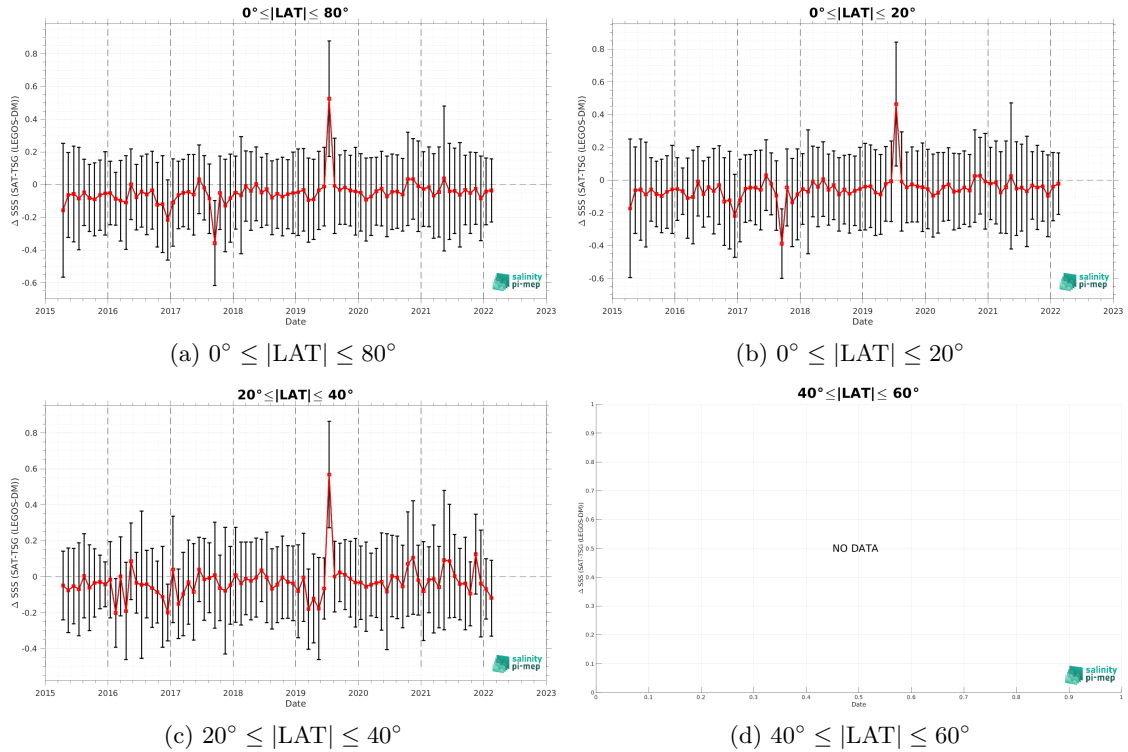 0°≤|LAT|≤ 80°
Δ SSS (SAT-TSG (LEGOS-DM))
0.8
0.6
0.4
0.2
0
-0.2
-0.4
-0.6
2015 2016 2017 2018 2019 2020 2021 2022 2023
Date
salinity
pi-mep
(a) 0° ≤ |LAT| ≤ 80°
0°≤|LAT|≤ 20°
Δ SSS (SAT-TSG (LEGOS-DM))
0.8
0.6
0.4
0.2
0
-0.2
-0.4
-0.6
2015 2016 2017 2018 2019 2020 2021 2022 2023
Date
salinity
pi-mep
(b) 0° ≤ |LAT| ≤ 20°
20°≤|LAT|≤ 40°
Δ SSS (SAT-TSG (LEGOS-DM))
0.8
0.6
0.4
0.2
0
-0.2
-0.4
2015 2016 2017 2018 2019 2020 2021 2022 2023
Date
salinity
pi-mep
(c) 20° ≤ |LAT| ≤ 40°
40°≤|LAT|≤ 60°
Δ SSS (SAT-TSG (LEGOS-DM))
1
0.9
0.8
0.7
0.6
0.5
0.4
0.3
0.2
0.1
0
NO DATA
0 0.1 0.2 0.3 0.4 0.5 0.6 0.7 0.8 0.9 1
Date
salinity
pi-mep
(d) 40° ≤ |LAT| ≤ 60°